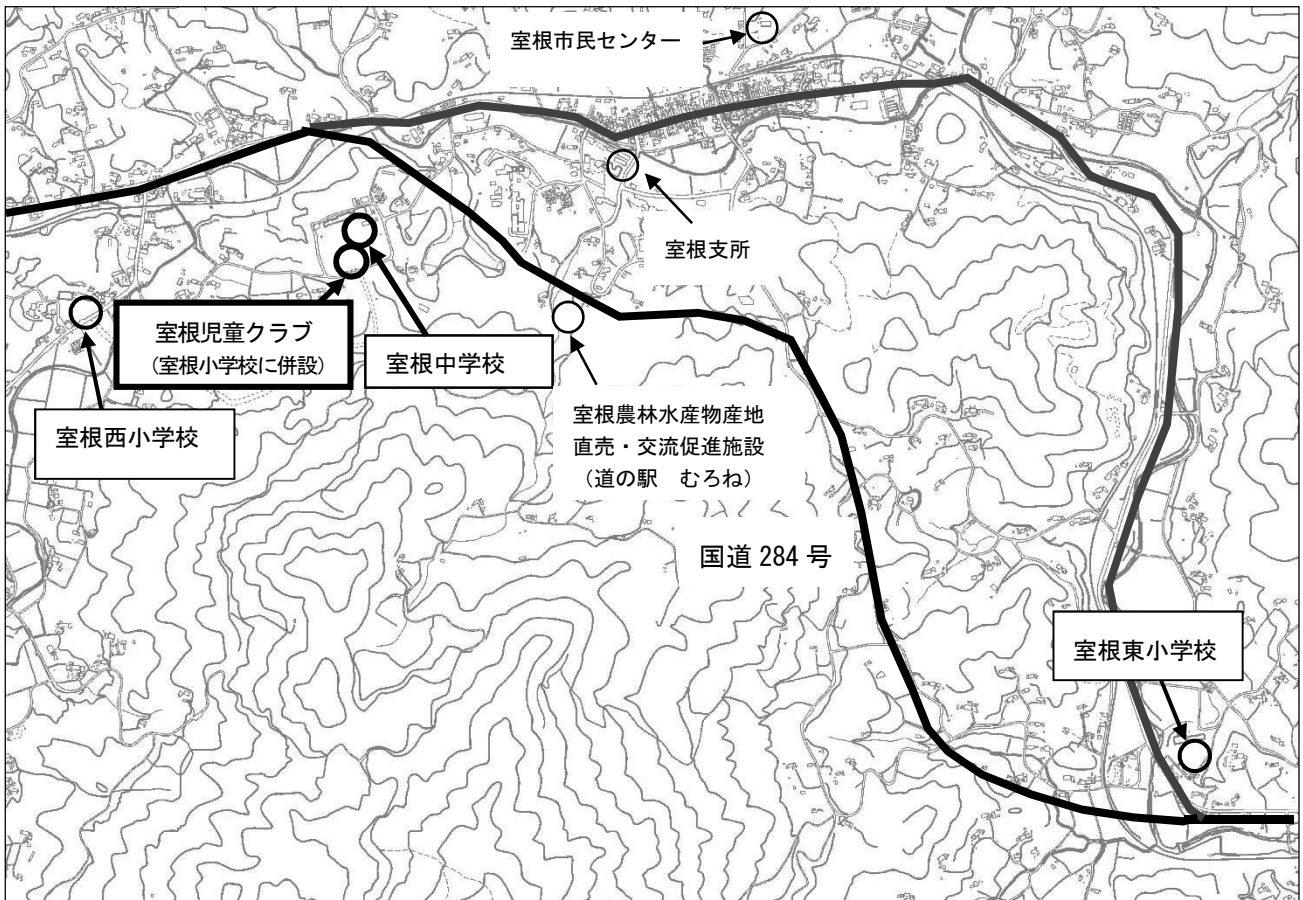 室根市民センター
室根支所
室根児童クラブ
(室根小学校に併設)
室根中学校
室根西小学校
室根農林水産物産地
直売・交流促進施設
(道の駅　むろね)
国道 284 号
室根東小学校